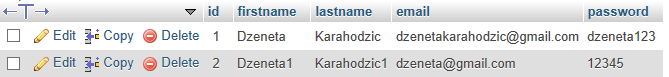 id firstname lastname email password
Edit Copy Delete 1 Dzeneta Karahodzic dzenetakarahodzic@gmail.com dzeneta123
Edit Copy Delete 2 Dzeneta1 Karahodzic1 dzeneta@gmail.com 12345